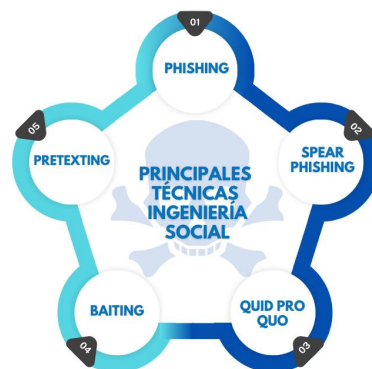 01
PHISHING
02
SPEAR
PHISHING
03
QUID PRO
QUO
04
BAITING
05
PRETEXTING
PRINCIPALES
TÉCNICAS
INGENIERÍA
SOCIAL